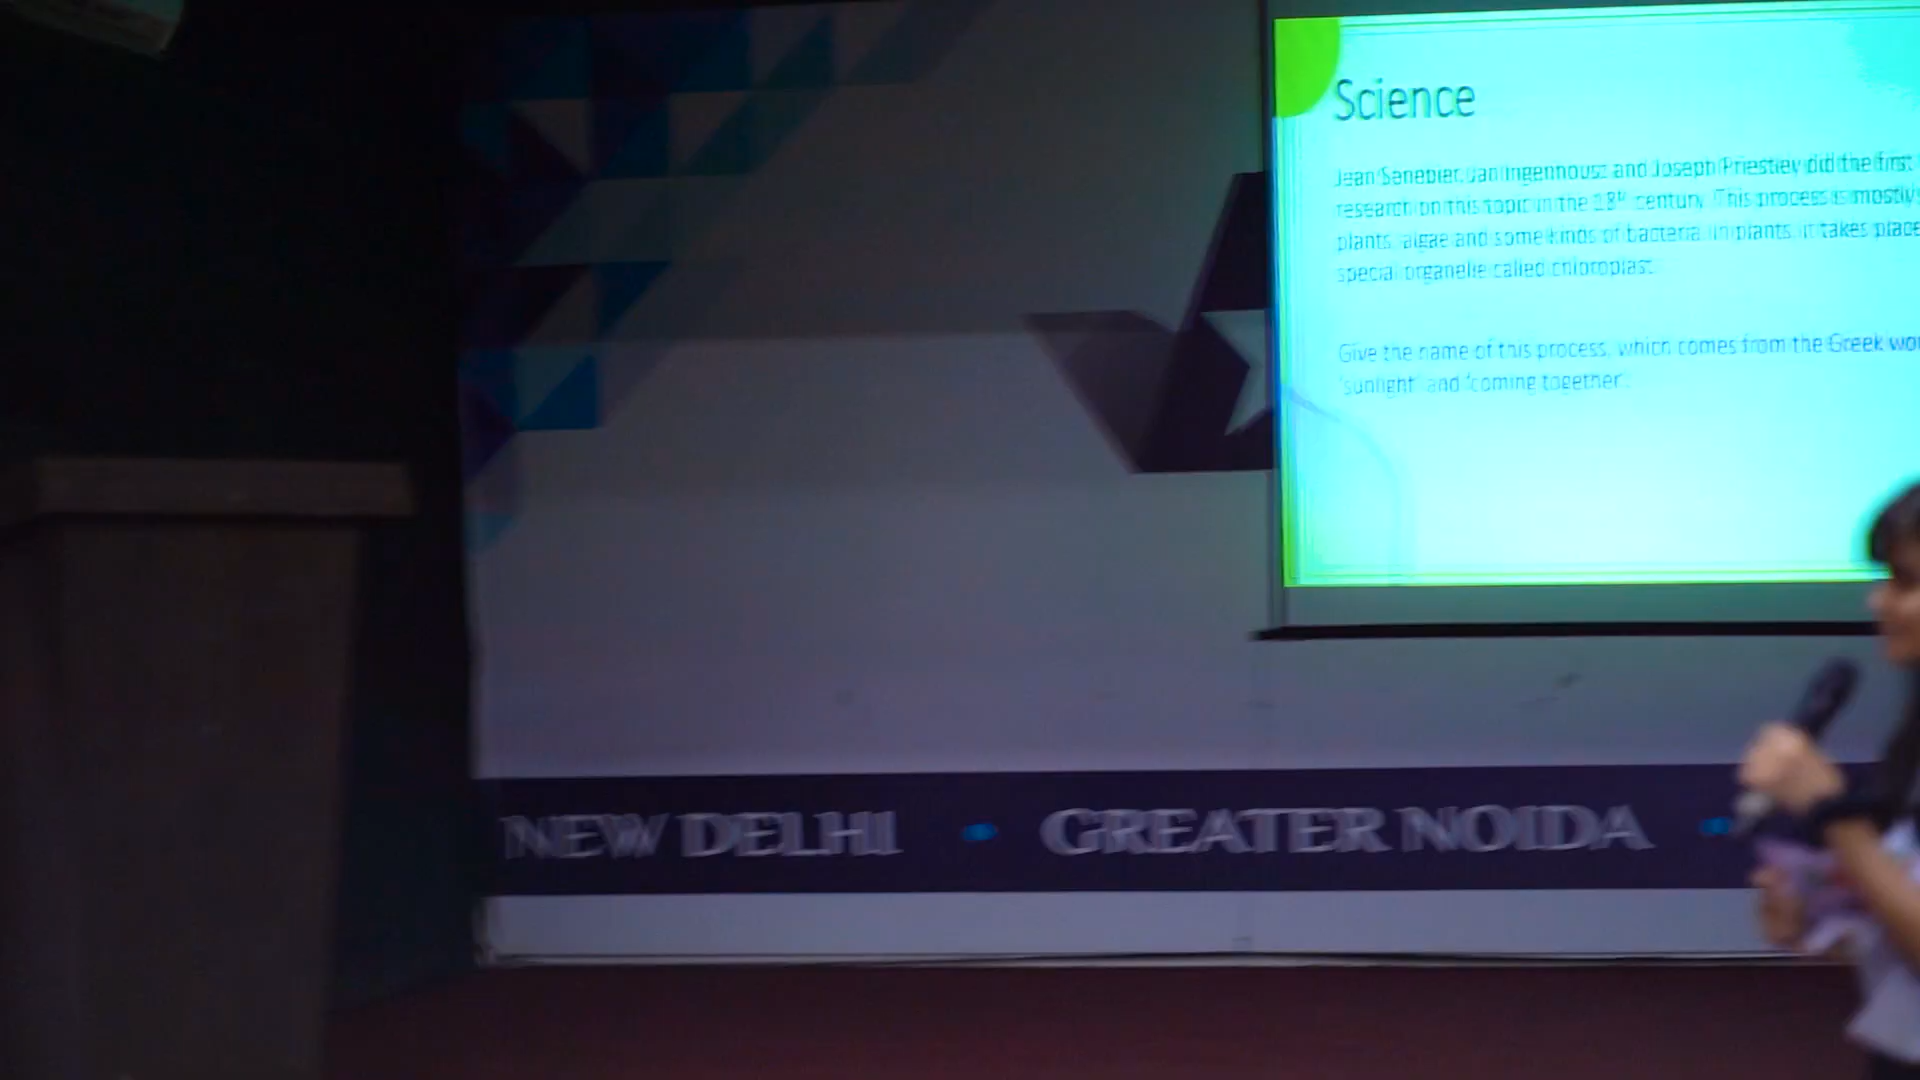 Science
Jean Senebier, Jan Ingenhousz and Joseph Priestley did the first
research on this topic in the 18th century. This process is mostly
plants, algae and some kinds of bacteria. In plants, it takes place
special organelle called chloroplast.
Give the name of this process, which comes from the Greek wo
'sunlight' and 'coming together'.
NEW DELHI • GREATER NOIDA •